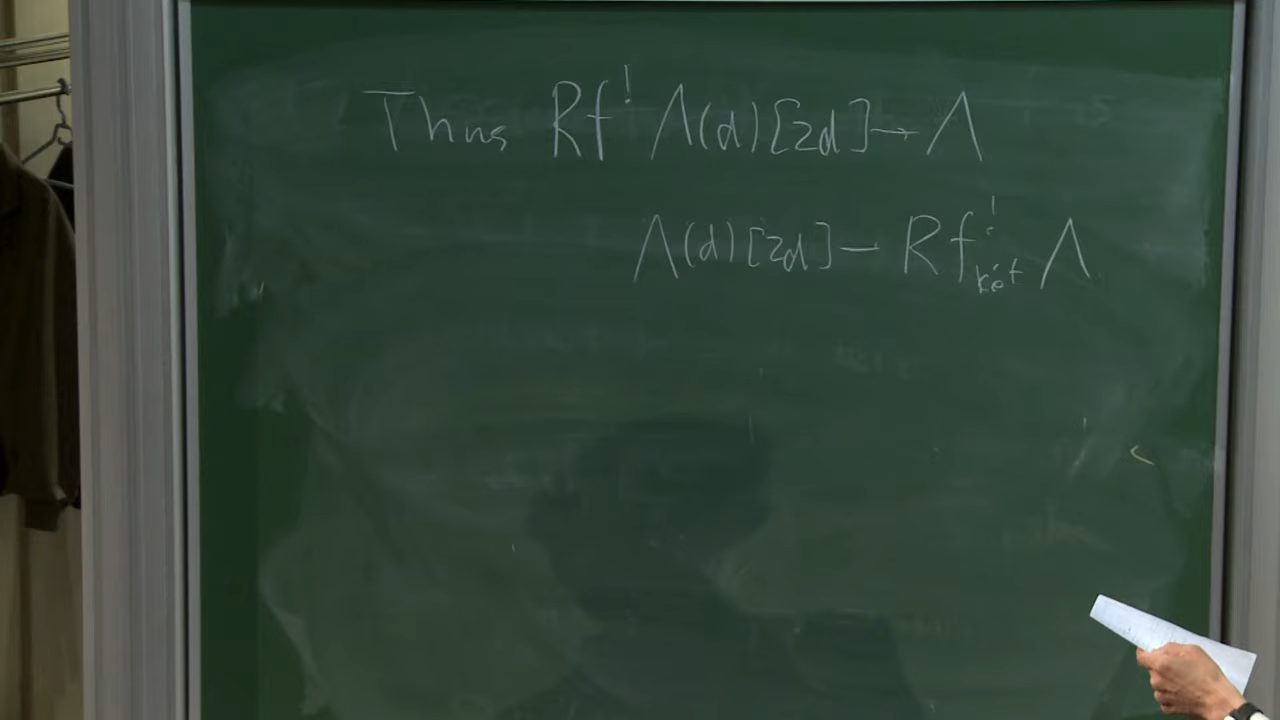 Thus Rf^! Λ(d)[2d] → Λ
Λ(d)[2d] — Rf^!_{két} Λ